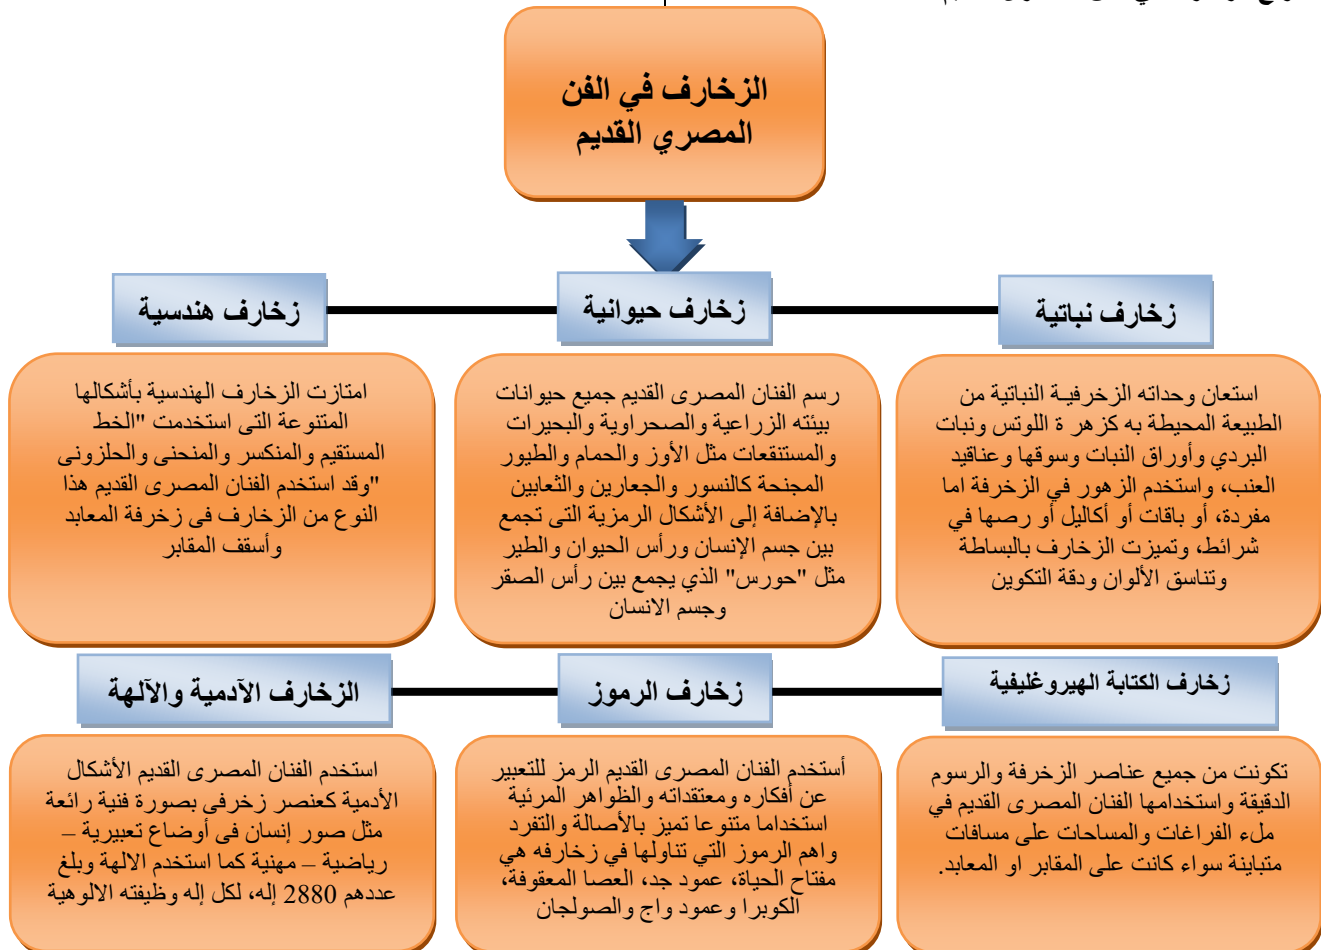 الزخارف في الفن
المصري القديم
زخارف نباتية
زخارف حيوانية
زخارف هندسية
استعان وحداته الزخرفية النباتية من
الطبيعة المحيطة به كزهر ة اللوتس ونبات
البردي وأوراق النبات وسوقها وعناقيد
العنب، واستخدم الزهور في الزخرفة اما
مفردة، أو باقات أو أكاليل أو رصها في
شرائط، وتميزت الزخارف بالبساطة
وتناسق الألوان ودقة التكوين
رسم الفنان المصرى القديم جميع حيوانات
بيئته الزراعية والصحراوية والبحيرات
والمستنقعات مثل الأوز والحمام والطيور
المجنحة كالنسور والجعارين والثعابين
بالإضافة إلى الأشكال الرمزية التى تجمع
بين جسم الإنسان ورأس الحيوان والطير
مثل "حورس" الذي يجمع بين رأس الصقر
وجسم الانسان
امتازت الزخارف الهندسية بأشكالها
المتنوعة التى استخدمت "الخط
المستقيم والمنكسر والمنحنى والحلزونى
"وقد استخدم الفنان المصرى القديم هذا
النوع من الزخارف فى زخرفة المعابد
وأسقف المقابر
زخارف الكتابة الهيروغليفية
زخارف الرموز
الزخارف الآدمية والآلهة
تكونت من جميع عناصر الزخرفة والرسوم
الدقيقة واستخدامها الفنان المصرى القديم في
ملء الفراغات والمساحات على مسافات
متباينة سواء كانت على المقابر او المعابد.
أستخدم الفنان المصرى القديم الرمز للتعبير
عن أفكاره ومعتقداته والظواهر المرئية
استخداما متنوعا تميز بالأصالة والتفرد
واهم الرموز التي تناولها في زخارفه هي
مفتاح الحياة، عمود جد، العصا المعقوفة،
الكوبرا وعمود واج والصولجان
استخدم الفنان المصرى القديم الأشكال
الأدمية كعنصر زخرفى بصورة فنية رائعة
مثل صور إنسان فى أوضاع تعبيرية –
رياضية – مهنية كما استخدم الالهة وبلغ
عددهم 2880 إله، لكل إله وظيفته الالوهية